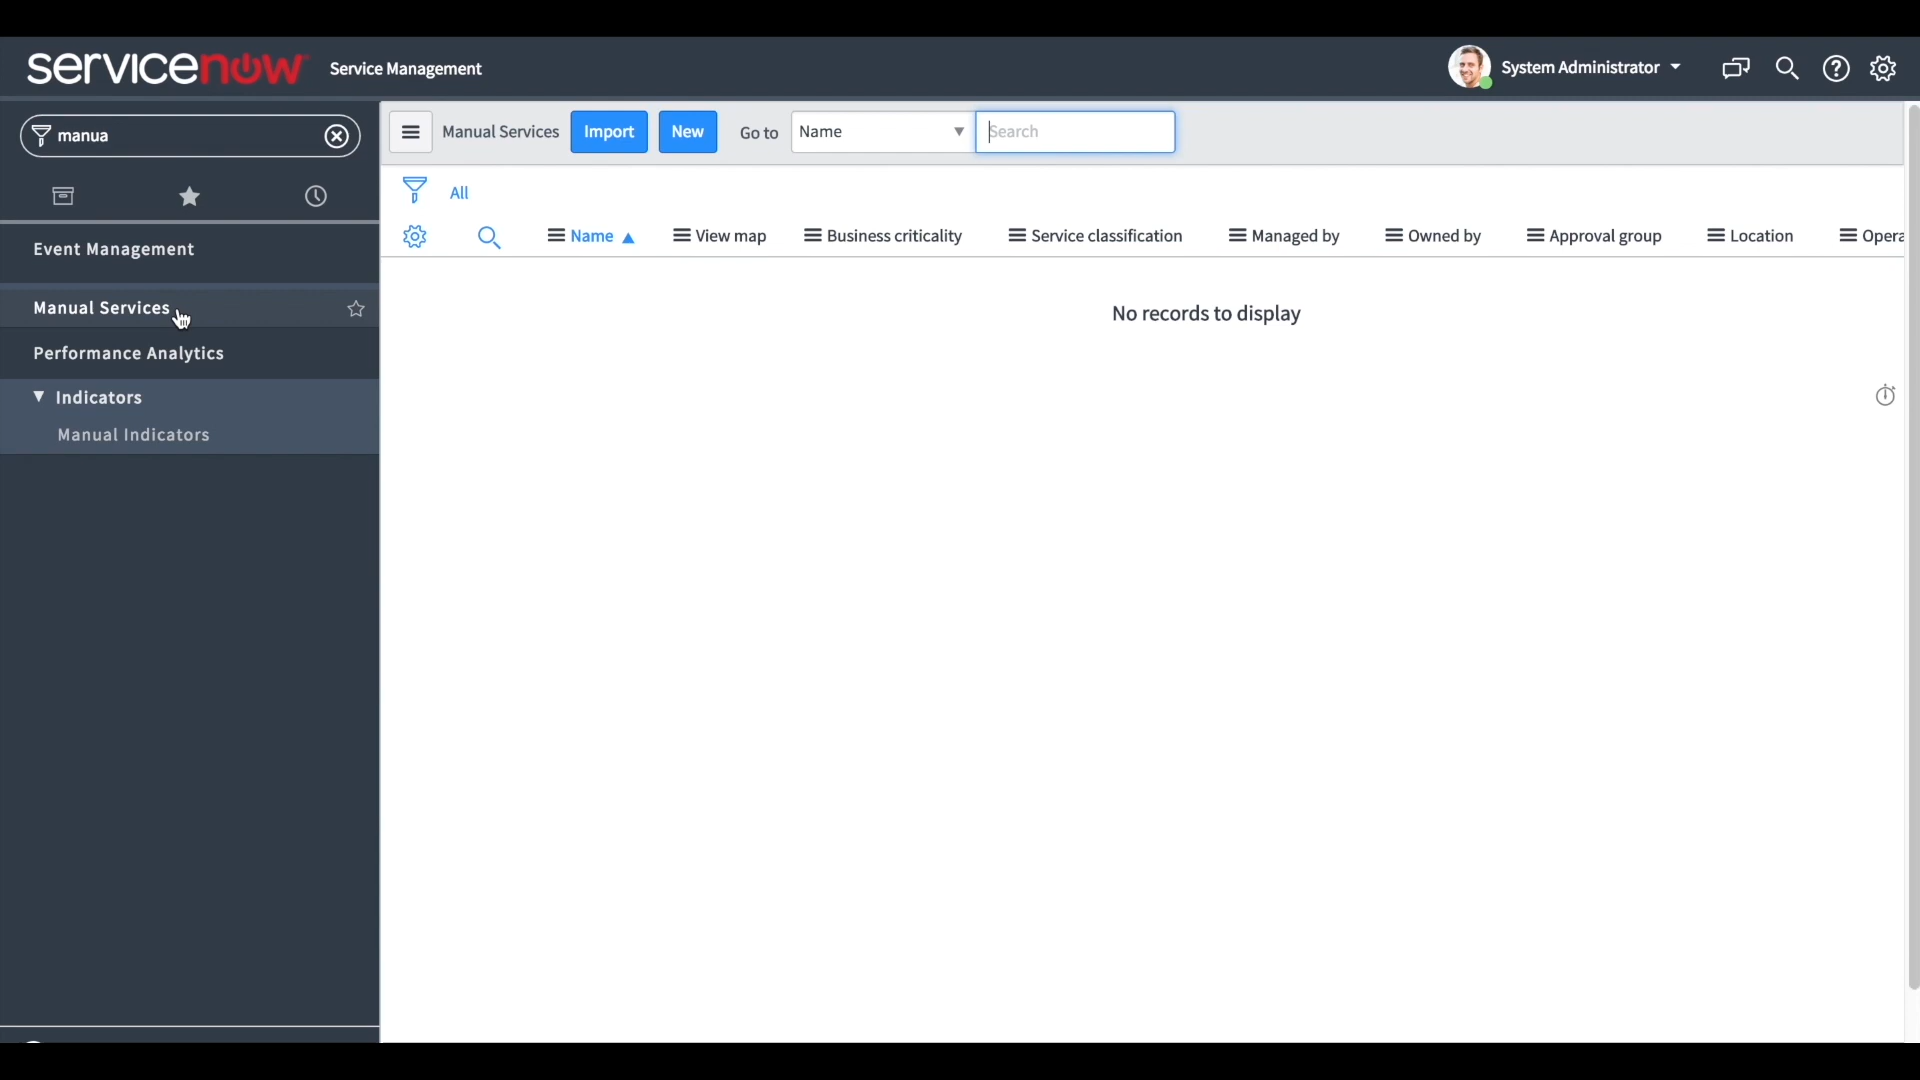 servicenow Service Management
System Administrator
manua
Manual Services Import New Go to Name Search
All
Name View map Business criticality Service classification Managed by Owned by Approval group Location Opera
Event Management
Manual Services
Performance Analytics
Indicators
Manual Indicators
No records to display